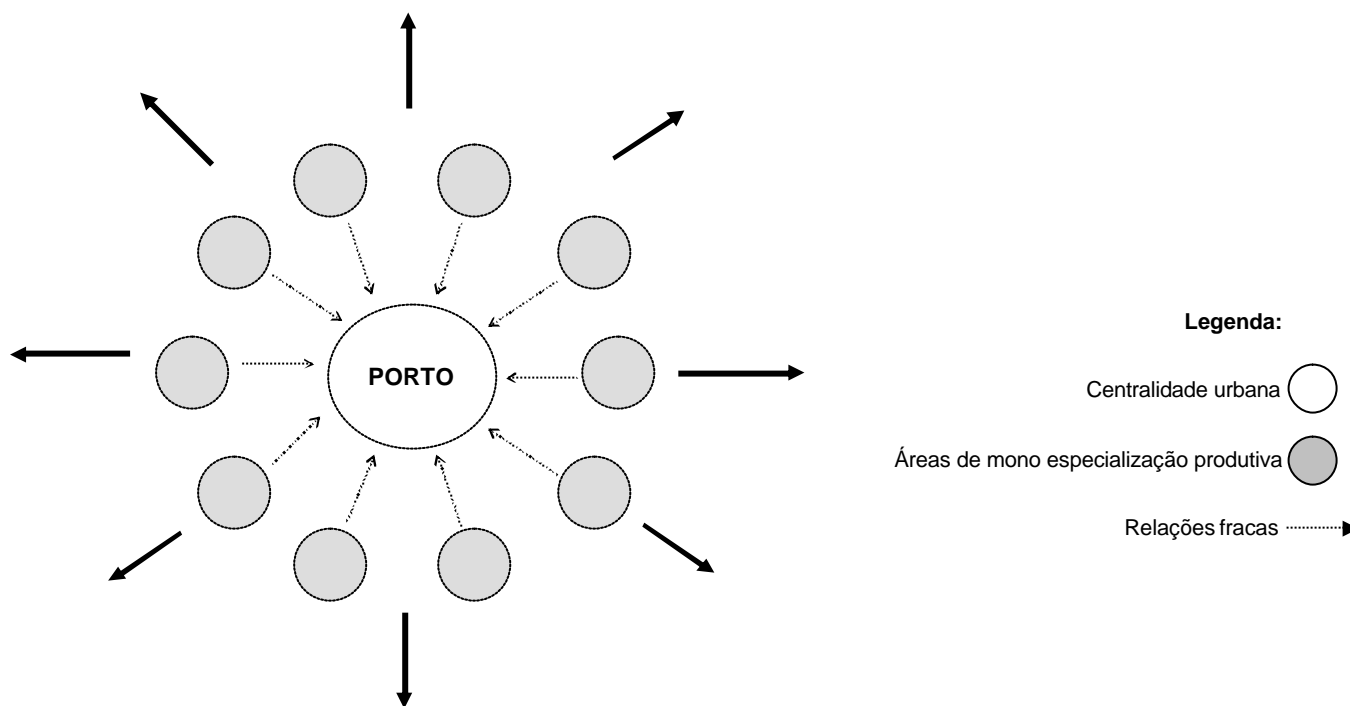 PORTO
Legenda:
Centralidade urbana
Áreas de mono especialização produtiva
Relações fracas